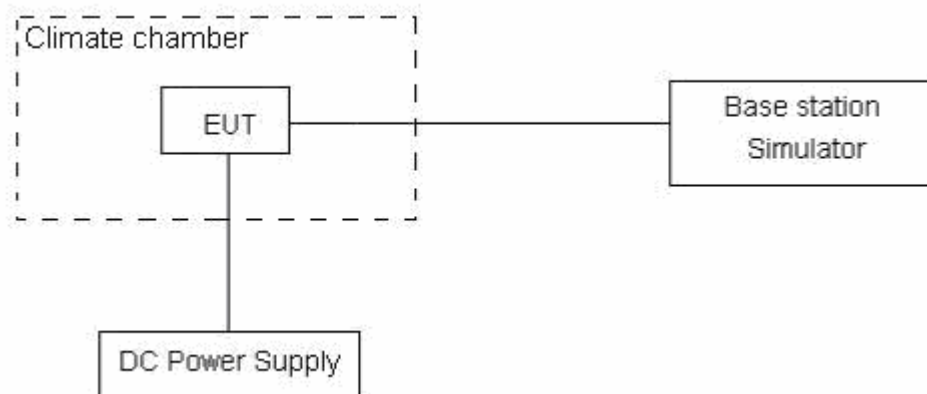 Climate chamber
EUT
Base station
Simulator
DC Power Supply